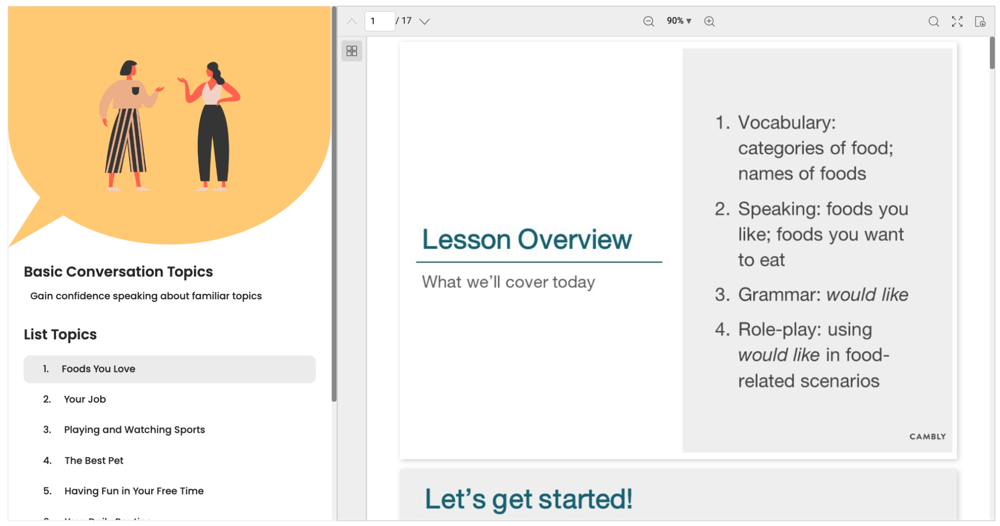 Basic Conversation Topics
Gain confidence speaking about familiar topics
List Topics
1. Foods You Love
2. Your Job
3. Playing and Watching Sports
4. The Best Pet
5. Having Fun in Your Free Time
1 / 17
90%
Lesson Overview
What we'll cover today
1. Vocabulary:
categories of food;
names of foods
2. Speaking: foods you
like; foods you want
to eat
3. Grammar: would like
4. Role-play: using
would like in food-
related scenarios
CAMBLY
Let's get started!